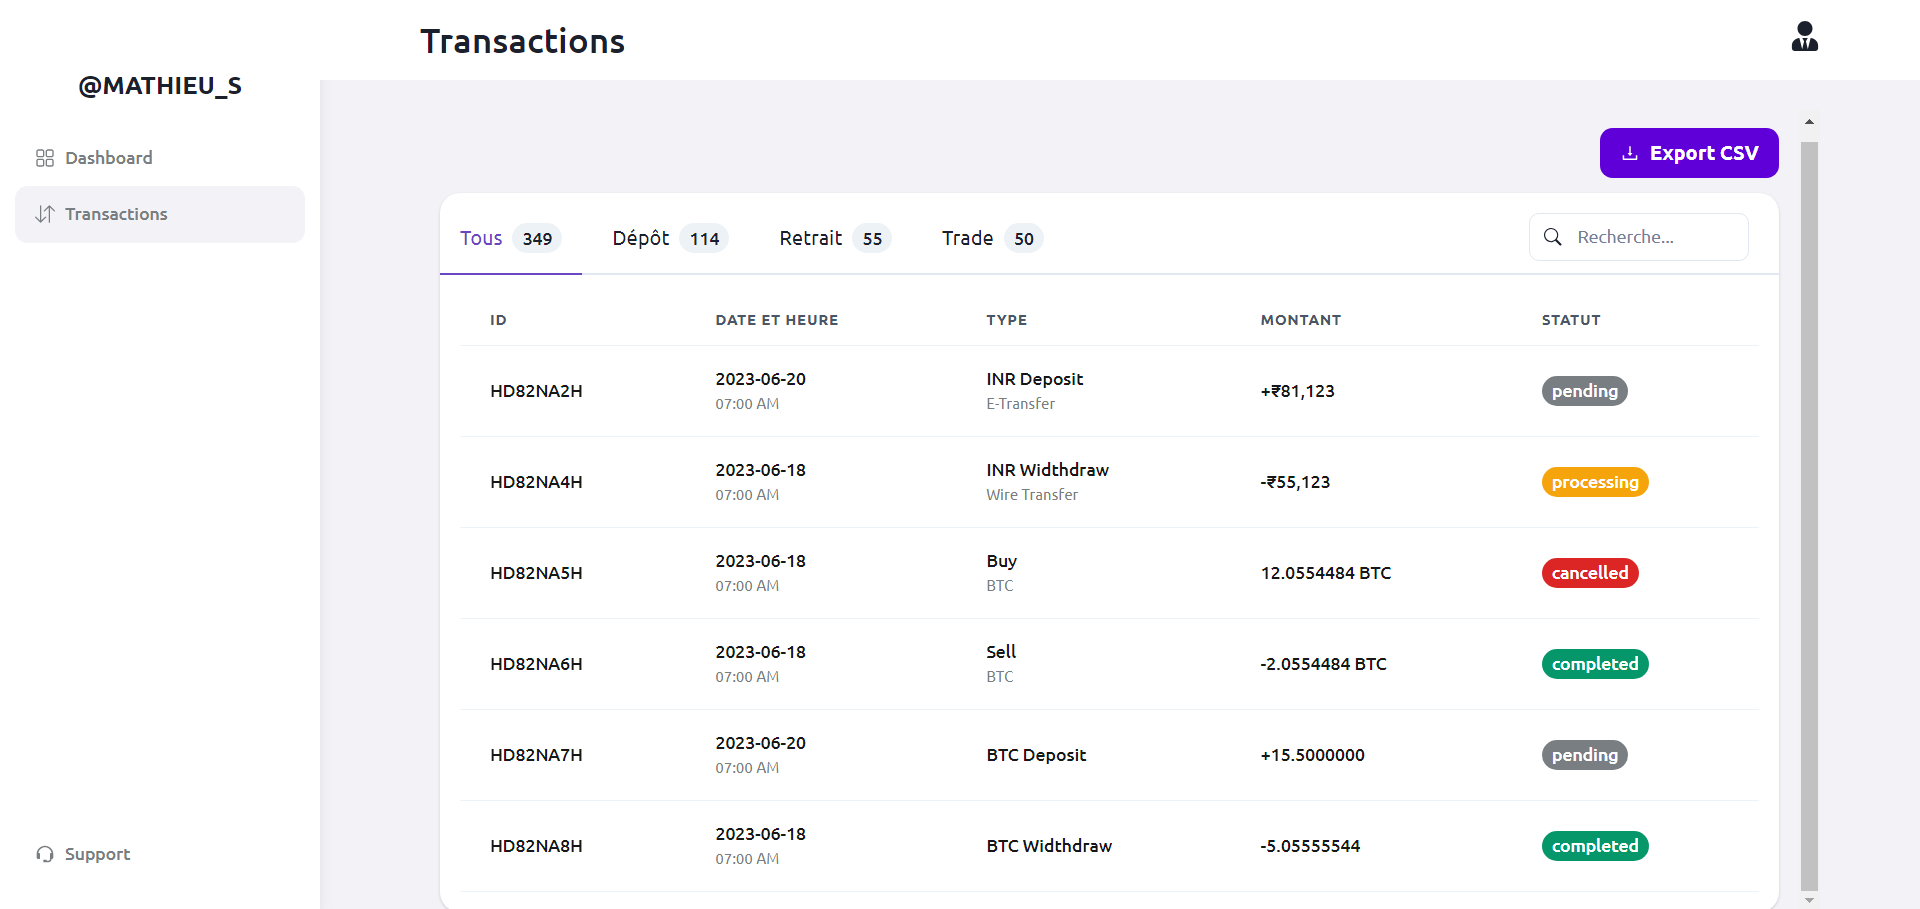 Transactions
@MATHIEU_S
Dashboard
Transactions
Support
Export CSV
Tous 349 Dépôt 114 Retrait 55 Trade 50 Recherche...
ID DATE ET HEURE TYPE MONTANT STATUT
HD82NA2H 2023-06-20 07:00 AM INR Deposit E-Transfer +₹81,123 pending
HD82NA4H 2023-06-18 07:00 AM INR Widthdraw Wire Transfer -₹55,123 processing
HD82NA5H 2023-06-18 07:00 AM Buy BTC 12.0554484 BTC cancelled
HD82NA6H 2023-06-18 07:00 AM Sell BTC -2.0554484 BTC completed
HD82NA7H 2023-06-20 07:00 AM BTC Deposit +15.5000000 pending
HD82NA8H 2023-06-18 07:00 AM BTC Widthdraw -5.05555544 completed